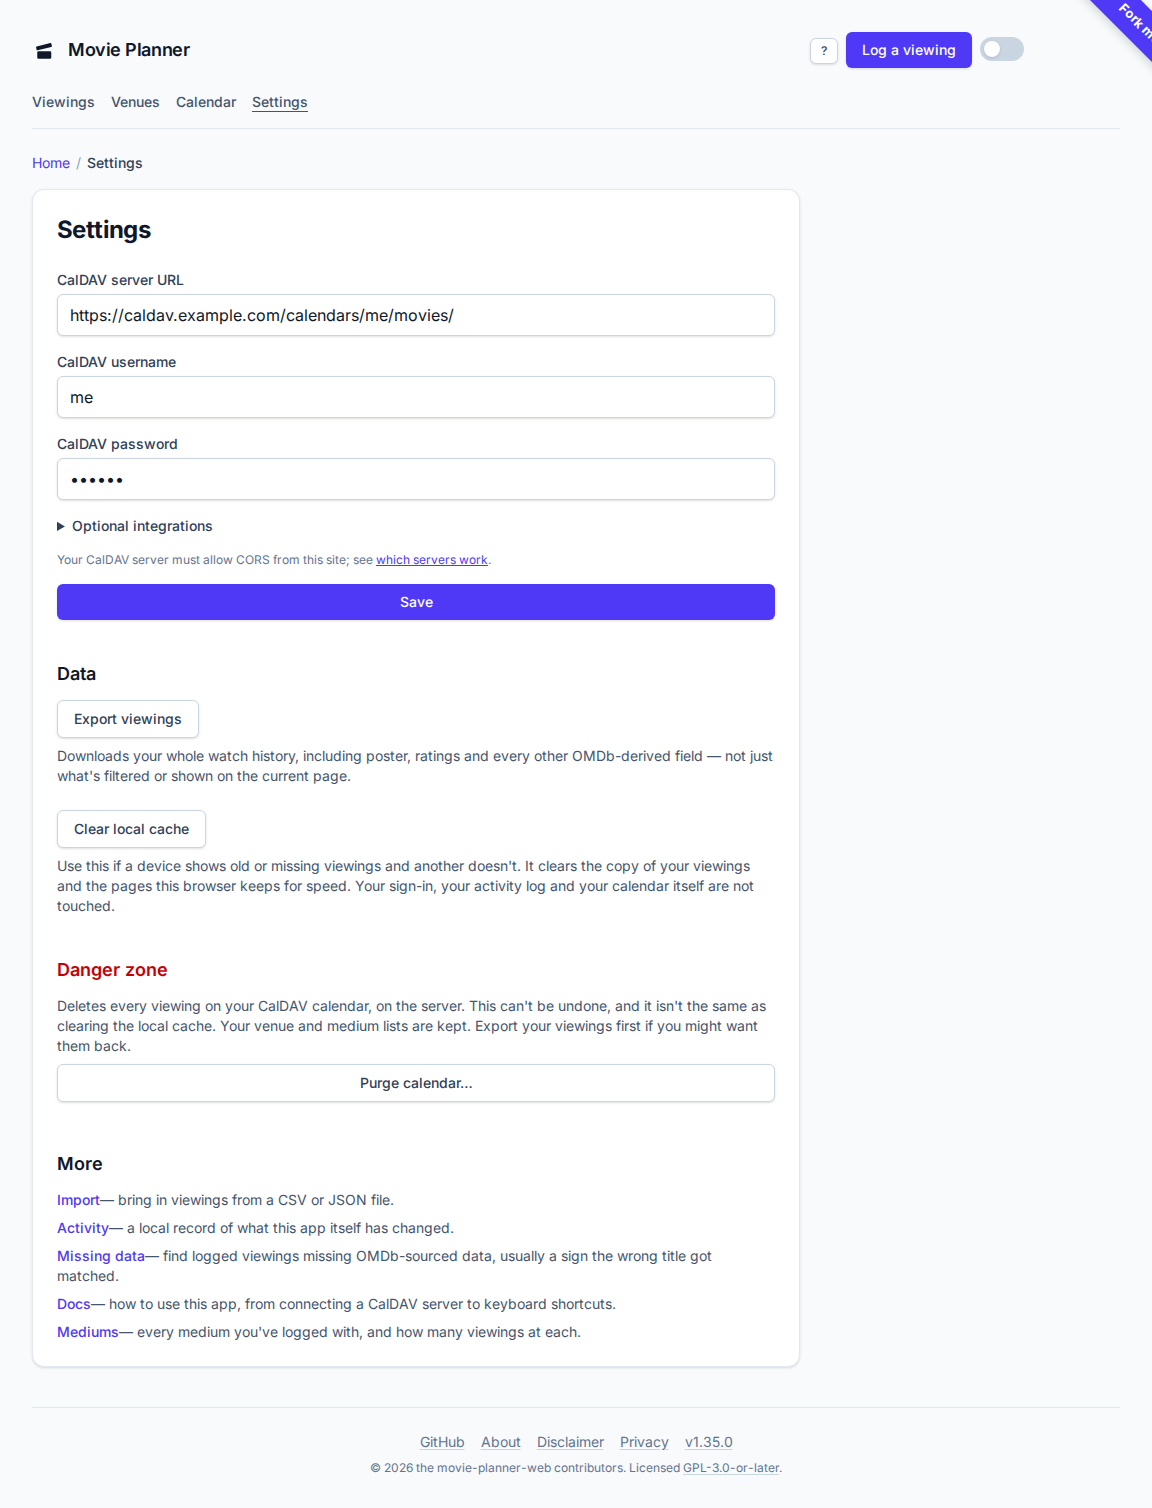 Movie Planner
?
Log a viewing
Fork m
Viewings
Venues
Calendar
Settings
Home / Settings
Settings
CalDAV server URL
https://caldav.example.com/calendars/me/movies/
CalDAV username
me
CalDAV password
••••••
Optional integrations
Your CalDAV server must allow CORS from this site; see which servers work.
Save
Data
Export viewings
Downloads your whole watch history, including poster, ratings and every other OMDb-derived field — not just
what's filtered or shown on the current page.
Clear local cache
Use this if a device shows old or missing viewings and another doesn't. It clears the copy of your viewings
and the pages this browser keeps for speed. Your sign-in, your activity log and your calendar itself are not
touched.
Danger zone
Deletes every viewing on your CalDAV calendar, on the server. This can't be undone, and it isn't the same as
clearing the local cache. Your venue and medium lists are kept. Export your viewings first if you might want
them back.
Purge calendar...
More
Import— bring in viewings from a CSV or JSON file.
Activity— a local record of what this app itself has changed.
Missing data— find logged viewings missing OMDb-sourced data, usually a sign the wrong title got
matched.
Docs— how to use this app, from connecting a CalDAV server to keyboard shortcuts.
Mediums— every medium you've logged with, and how many viewings at each.
GitHub
About
Disclaimer
Privacy
v1.35.0
© 2026 the movie-planner-web contributors. Licensed GPL-3.0-or-later.